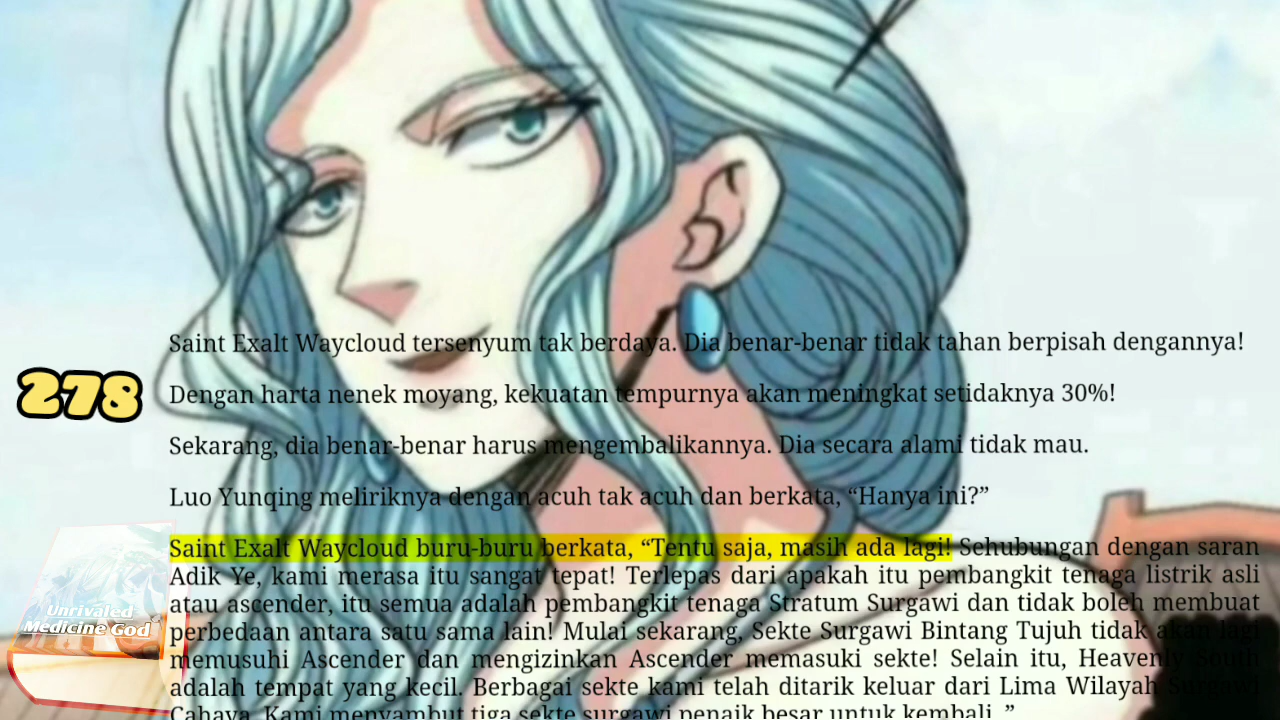 Saint Exalt Waycloud tersenyum tak berdaya. Dia benar-benar tidak tahan berpisah dengannya!
Dengan harta nenek moyang, kekuatan tempurnya akan meningkat setidaknya 30%!
278
Sekarang, dia benar-benar harus mengembalikannya. Dia secara alami tidak mau.
Luo Yunqing meliriknya dengan acuh tak acuh dan berkata, “Hanya ini?”
Saint Exalt Waycloud buru-buru berkata, “Tentu saja, masih ada lagi! Sehubungan dengan saran
Adik Ye, kami merasa itu sangat tepat! Terlepas dari apakah itu pembangkit tenaga listrik asli
atau ascender, itu semua adalah pembangkit tenaga Stratum Surgawi dan tidak boleh membuat
perbedaan antara satu sama lain! Mulai sekarang, Sekte Surgawi Bintang Tujuh tidak akan lagi
memusuhi Ascender dan mengizinkan Ascender memasuki sekte! Selain itu, Heavenly South
adalah tempat yang kecil. Berbagai sekte kami telah ditarik keluar dari Lima Wilayah Surgawi
Cahaya. Kami menyambut tiga sekte surgawi penaik besar untuk kembali. ”
Unrivaled
Medicine God